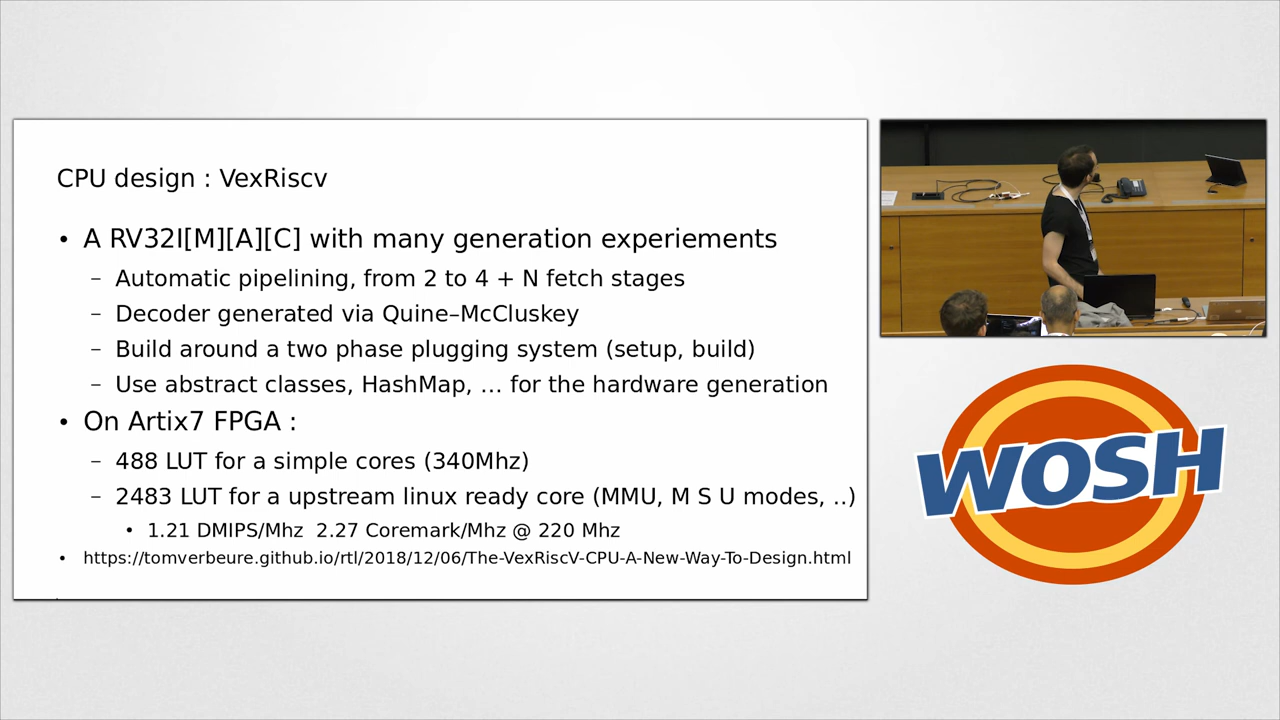 CPU design : VexRiscv
• A RV32I[M][A][C] with many generation experiements
– Automatic pipelining, from 2 to 4 + N fetch stages
– Decoder generated via Quine–McCluskey
– Build around a two phase plugging system (setup, build)
– Use abstract classes, HashMap, … for the hardware generation
• On Artix7 FPGA :
– 488 LUT for a simple cores (340Mhz)
– 2483 LUT for a upstream linux ready core (MMU, M S U modes, ..)
• 1.21 DMIPS/Mhz 2.27 Coremark/Mhz @ 220 Mhz
• https://tomverbeure.github.io/rtl/2018/12/06/The-VexRiscV-CPU-A-New-Way-To-Design.html
WOSH